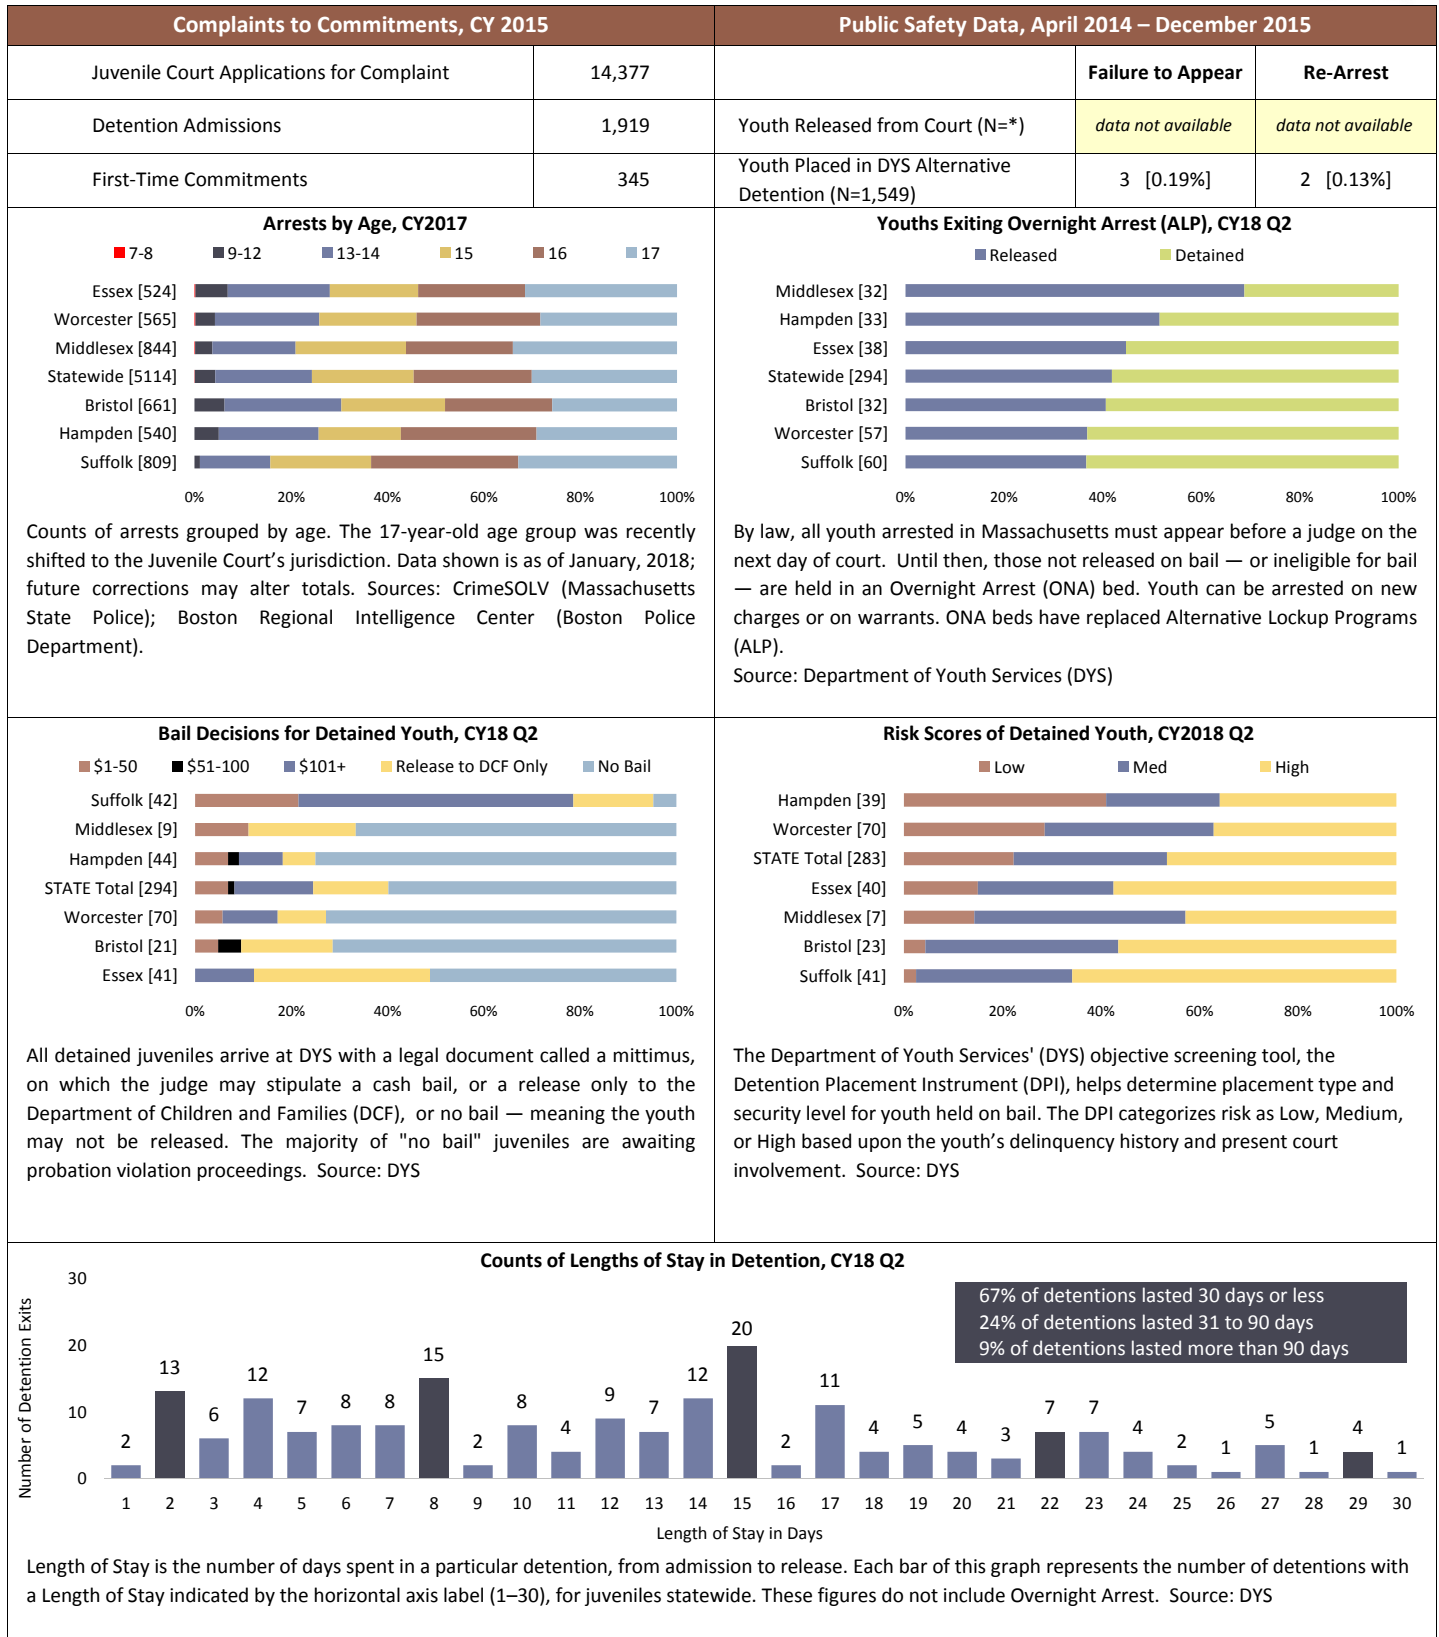 Complaints to Commitments, CY 2015
Juvenile Court Applications for Complaint 14,377
Detention Admissions 1,919
First-Time Commitments 345
Public Safety Data, April 2014 – December 2015
Failure to Appear Re-Arrest
Youth Released from Court (N=*) data not available data not available
Youth Placed in DYS Alternative
Detention (N=1,549) 3 [0.19%] 2 [0.13%]
Arrests by Age, CY2017
7-8 9-12 13-14 15 16 17
Essex [524]
Worcester [565]
Middlesex [844]
Statewide [5114]
Bristol [661]
Hampden [540]
Suffolk [809]
0% 20% 40% 60% 80% 100%
Counts of arrests grouped by age. The 17-year-old age group was recently
shifted to the Juvenile Court's jurisdiction. Data shown is as of January, 2018;
future corrections may alter totals. Sources: CrimeSOLV (Massachusetts
State Police); Boston Regional Intelligence Center (Boston Police
Department).
Youths Exiting Overnight Arrest (ALP), CY18 Q2
Released Detained
Middlesex [32]
Hampden [33]
Essex [38]
Statewide [294]
Bristol [32]
Worcester [57]
Suffolk [60]
0% 20% 40% 60% 80% 100%
By law, all youth arrested in Massachusetts must appear before a judge on the
next day of court. Until then, those not released on bail — or ineligible for bail
— are held in an Overnight Arrest (ONA) bed. Youth can be arrested on new
charges or on warrants. ONA beds have replaced Alternative Lockup Programs
(ALP).
Source: Department of Youth Services (DYS)
Bail Decisions for Detained Youth, CY18 Q2
$1-50 $51-100 $101+ Release to DCF Only No Bail
Suffolk [42]
Middlesex [9]
Hampden [44]
STATE Total [294]
Worcester [70]
Bristol [21]
Essex [41]
0% 20% 40% 60% 80% 100%
All detained juveniles arrive at DYS with a legal document called a mittimus,
on which the judge may stipulate a cash bail, or a release only to the
Department of Children and Families (DCF), or no bail — meaning the youth
may not be released. The majority of "no bail" juveniles are awaiting
probation violation proceedings. Source: DYS
Risk Scores of Detained Youth, CY2018 Q2
Low Med High
Hampden [39]
Worcester [70]
STATE Total [283]
Essex [40]
Middlesex [7]
Bristol [23]
Suffolk [41]
0% 20% 40% 60% 80% 100%
The Department of Youth Services' (DYS) objective screening tool, the
Detention Placement Instrument (DPI), helps determine placement type and
security level for youth held on bail. The DPI categorizes risk as Low, Medium,
or High based upon the youth's delinquency history and present court
involvement. Source: DYS
Counts of Lengths of Stay in Detention, CY18 Q2
67% of detentions lasted 30 days or less
24% of detentions lasted 31 to 90 days
9% of detentions lasted more than 90 days
Number of Detention Exits
30
20
10
0
2 13 6 12 7 8 8 15 2 8 4 9 7 12 20 2 11 4 5 4 3 7 7 4 2 1 5 1 4 1
1 2 3 4 5 6 7 8 9 10 11 12 13 14 15 16 17 18 19 20 21 22 23 24 25 26 27 28 29 30
Length of Stay in Days
Length of Stay is the number of days spent in a particular detention, from admission to release. Each bar of this graph represents the number of detentions with
a Length of Stay indicated by the horizontal axis label (1–30), for juveniles statewide. These figures do not include Overnight Arrest. Source: DYS